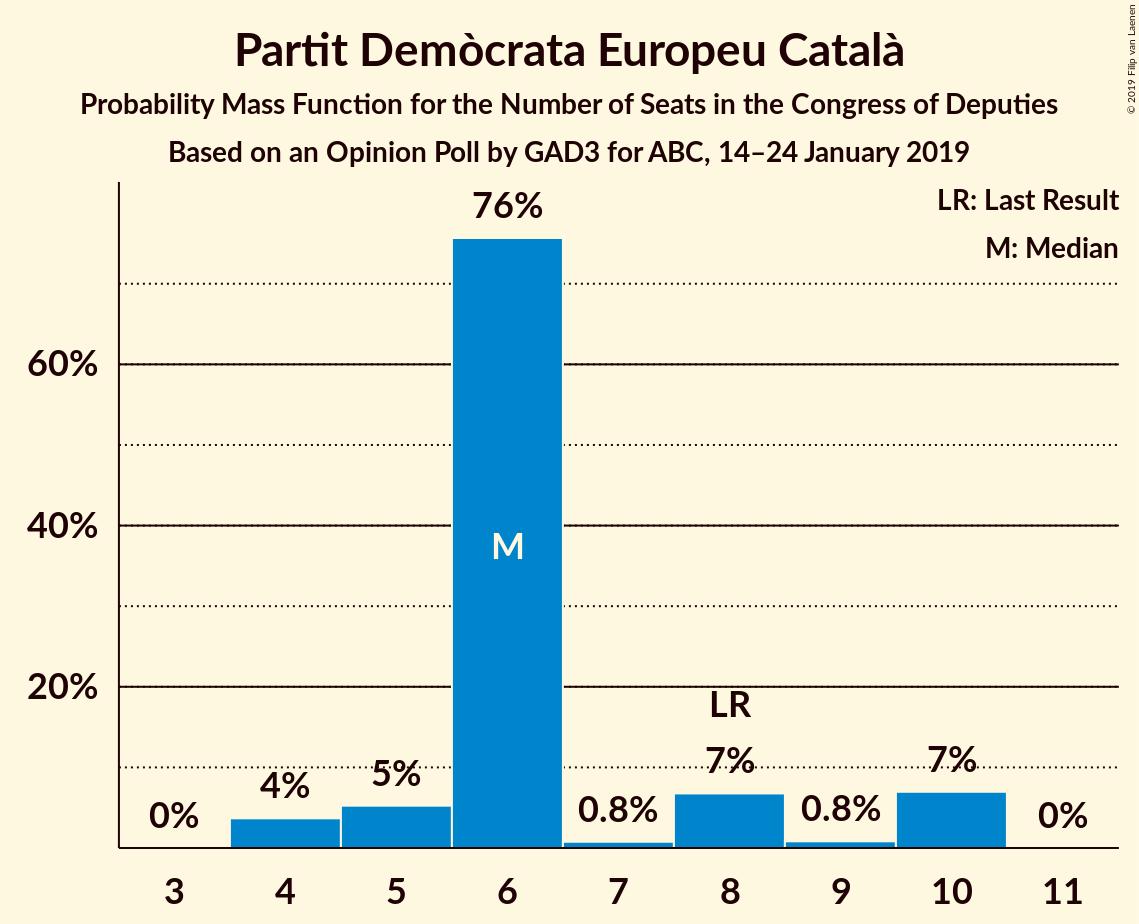 Partit Demòcrata Europeu Català
Probability Mass Function for the Number of Seats in the Congress of Deputies
Based on an Opinion Poll by GAD3 for ABC, 14–24 January 2019
© 2019 Filip van Laenen
LR: Last Result
M: Median
76%
60%
40%
20%
M
LR
0%
4%
5%
0.8%
7%
0.8%
7%
0%
3 4 5 6 7 8 9 10 11